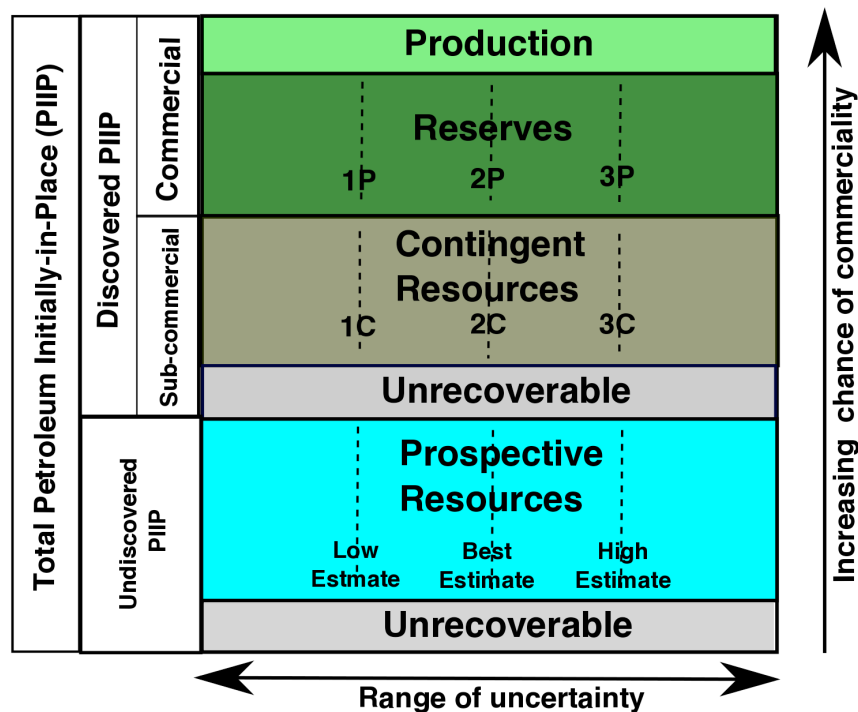 Total Petroleum Initially-in-Place (PIIP)
Discovered PIIP
Commercial
Sub-commercial
Undiscovered
PIIP
Production
Reserves
1P 2P 3P
Contingent
Resources
1C 2C 3C
Unrecoverable
Prospective
Resources
Low Best High
Estmate Estimate Estimate
Unrecoverable
Range of uncertainty
Increasing chance of commerciality